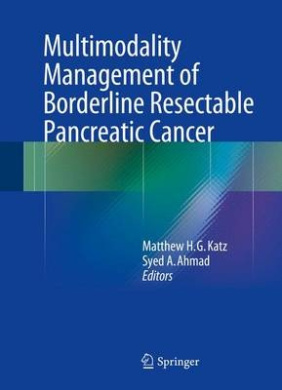 Multimodality
Management of
Borderline Resectable
Pancreatic Cancer
Matthew H.G. Katz
Syed A. Ahmad
Editors
Springer